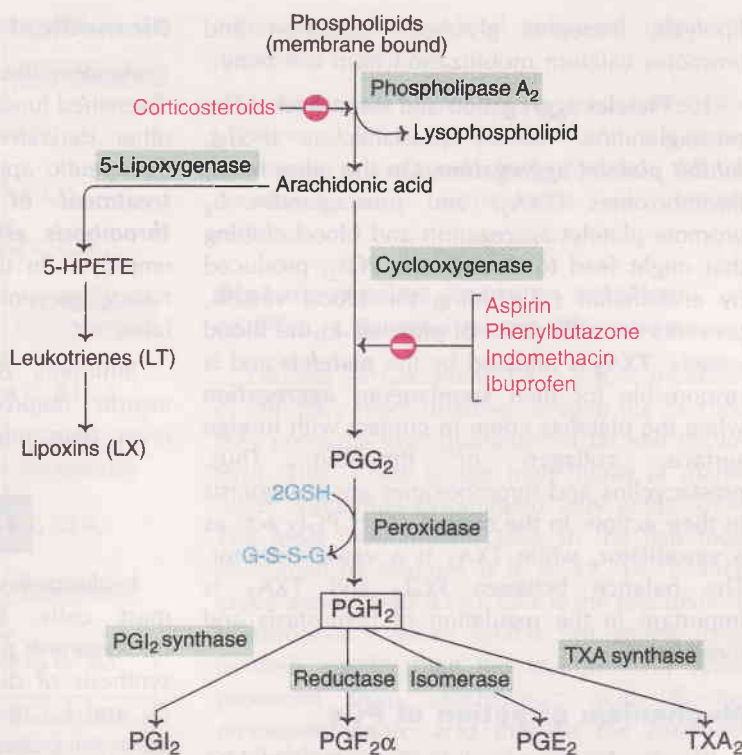 Phospholipids
(membrane bound)
Phospholipase A₂
Corticosteroids
Lysophospholipid
5-Lipoxygenase
Arachidonic acid
5-HPETE
Cyclooxygenase
Aspirin
Phenylbutazone
Indomethacin
Ibuprofen
Leukotrienes (LT)
Lipoxins (LX)
PGG₂
2GSH
Peroxidase
G-S-S-G
PGH₂
PGI₂ synthase
TXA synthase
Reductase
Isomerase
PGI₂
PGF₂α
PGE₂
TXA₂